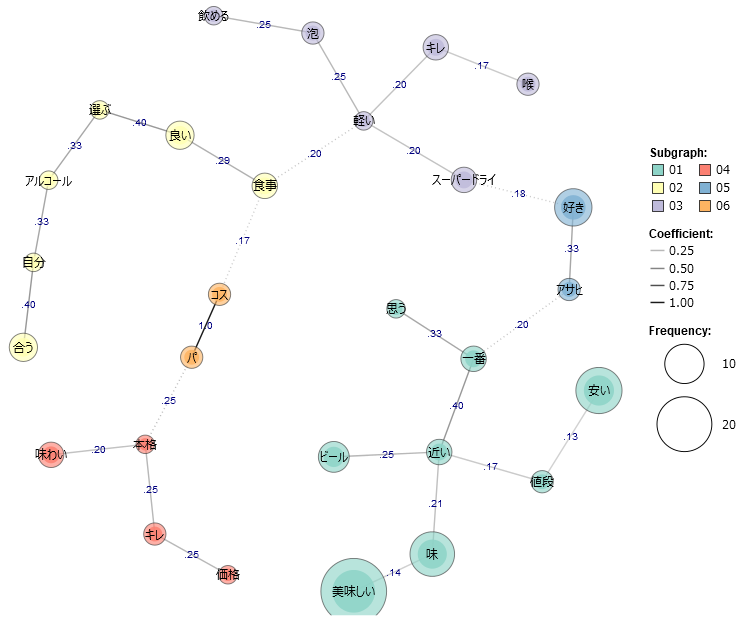 飲める
.25
泡
キレ
.17
喉
.25
.20
選ぶ
.40
良い
軽い
.33
.29
.20
.20
アルコール
食事
スーパードライ
.18
好き
.33
.17
.33
自分
アサヒ
コス
.40
思う
.20
1.0
.33
合う
パ
一番
安い
.25
.40
.13
味わい
.20
本格
ビール
.25
近い
.17
値段
.25
.21
キレ
味
.25
価格
.14
美味しい
Subgraph:
01 04
02 05
03 06
Coefficient:
0.25
0.50
0.75
1.00
Frequency:
10
20